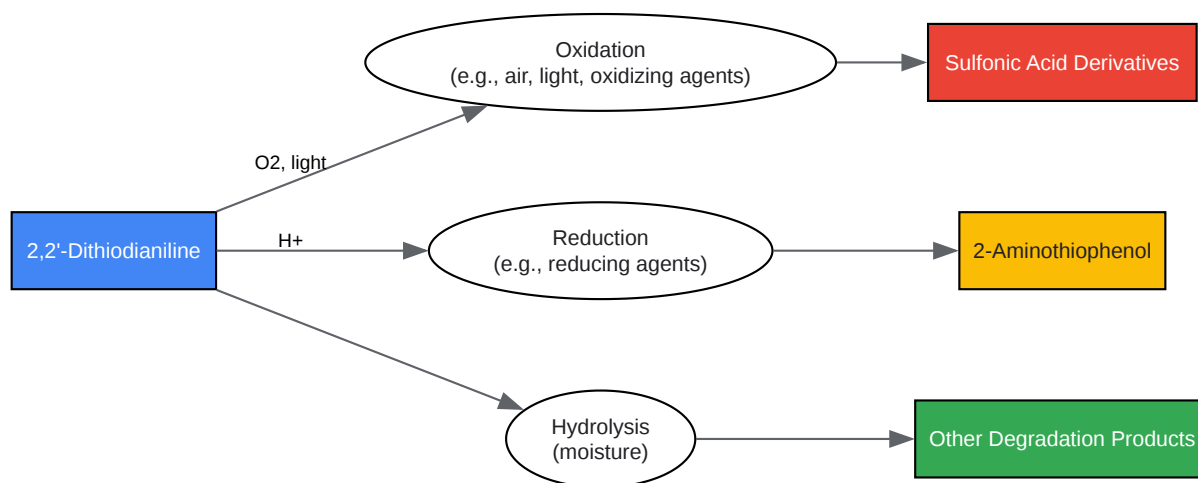 Oxidation
(e.g., air, light, oxidizing agents)
Sulfonic Acid Derivatives
O2, light
2,2'-Dithiodianiline
H+
Reduction
(e.g., reducing agents)
2-Aminothiophenol
Hydrolysis
(moisture)
Other Degradation Products